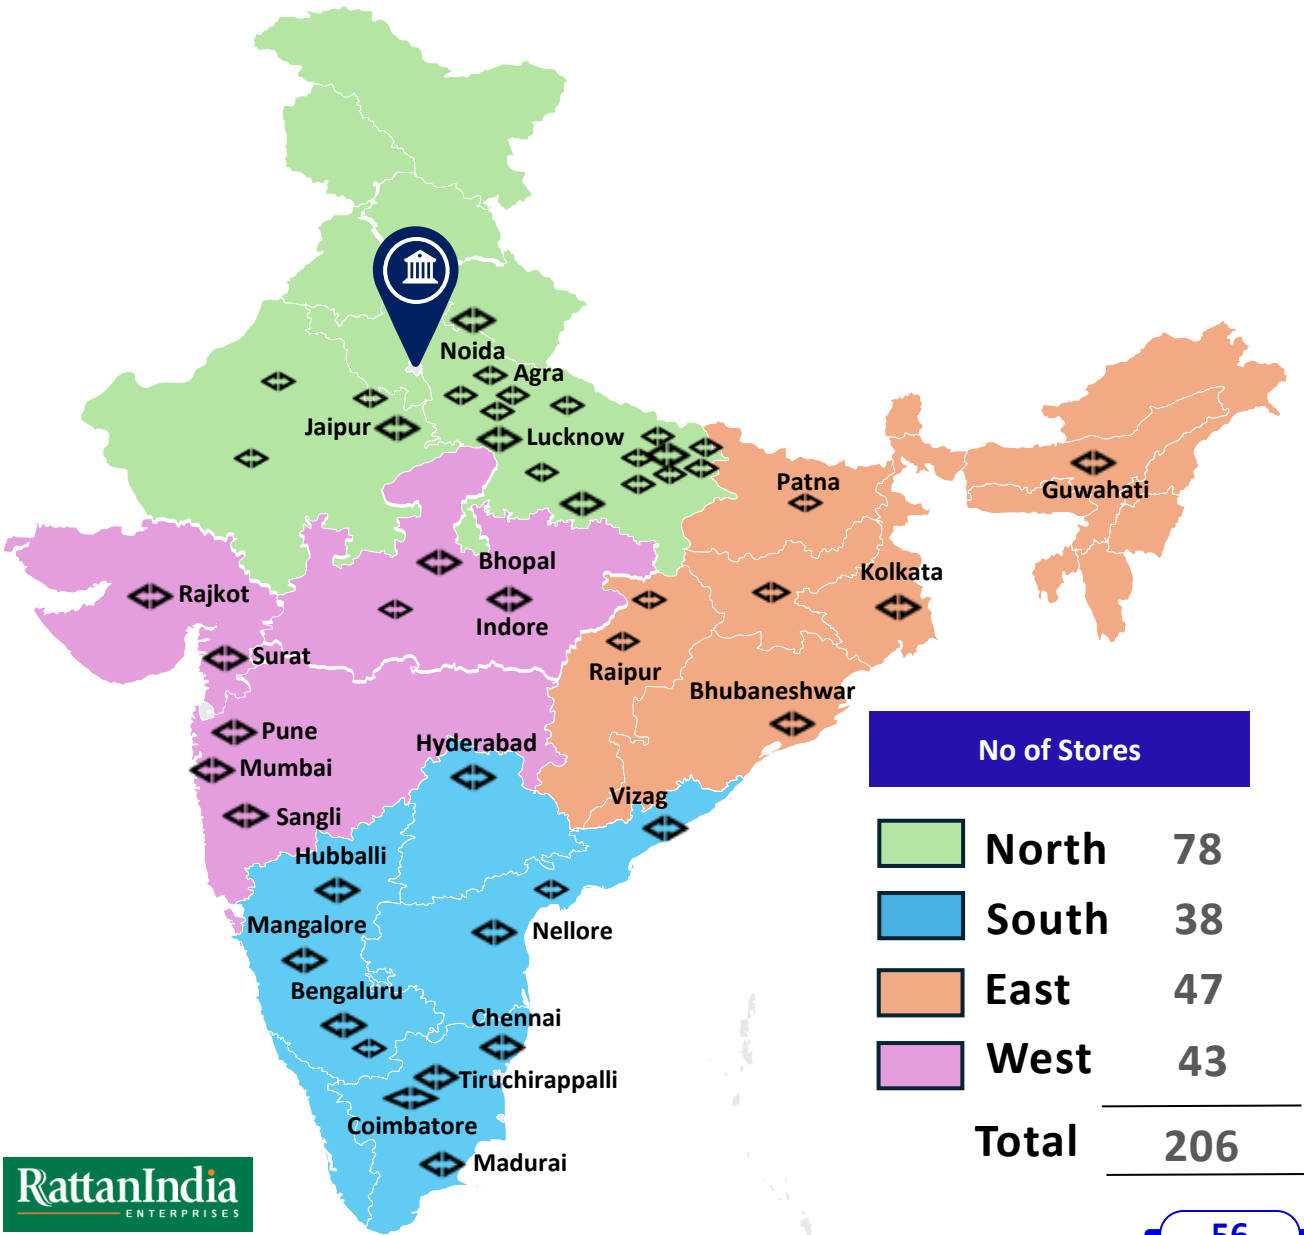 Noida
Agra
Jaipur
Lucknow
Patna
Guwahati
Bhopal
Kolkata
Rajkot
Indore
Surat
Raipur
Bhubaneshwar
Pune
Hyderabad
Mumbai
Vizag
Sangli
Hubballi
Mangalore
Nellore
Bengaluru
Chennai
Tiruchirappalli
Coimbatore
Madurai
No of Stores
North 78
South 38
East 47
West 43
Total 206
RattanIndia
ENTERPRISES
56